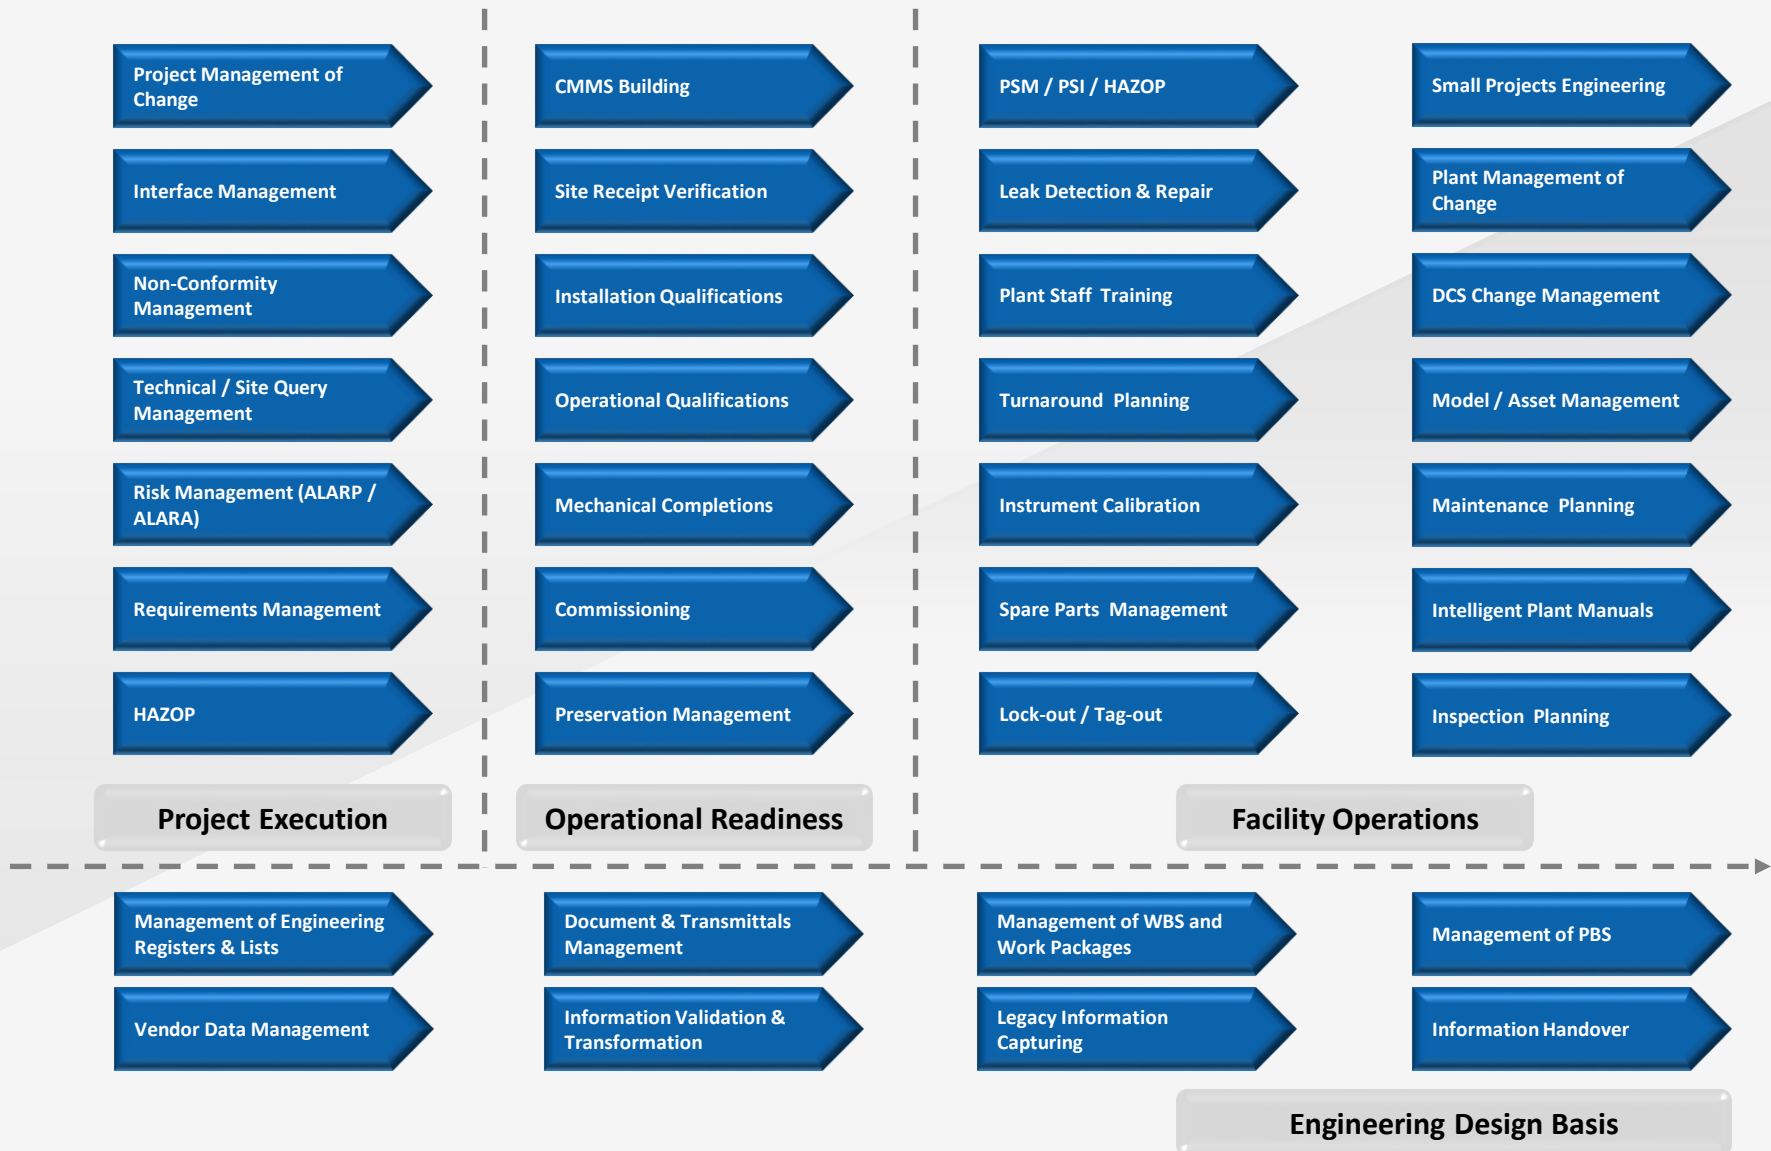 Project Management of
Change
Interface Management
Non-Conformity
Management
Technical / Site Query
Management
Risk Management (ALARP /
ALARA)
Requirements Management
HAZOP
Project Execution
CMMS Building
Site Receipt Verification
Installation Qualifications
Operational Qualifications
Mechanical Completions
Commissioning
Preservation Management
Operational Readiness
PSM / PSI / HAZOP
Leak Detection & Repair
Plant Staff Training
Turnaround Planning
Instrument Calibration
Spare Parts Management
Lock-out / Tag-out
Small Projects Engineering
Plant Management of
Change
DCS Change Management
Model / Asset Management
Maintenance Planning
Intelligent Plant Manuals
Inspection Planning
Facility Operations
Management of Engineering
Registers & Lists
Vendor Data Management
Document & Transmittals
Management
Information Validation &
Transformation
Management of WBS and
Work Packages
Legacy Information
Capturing
Management of PBS
Information Handover
Engineering Design Basis